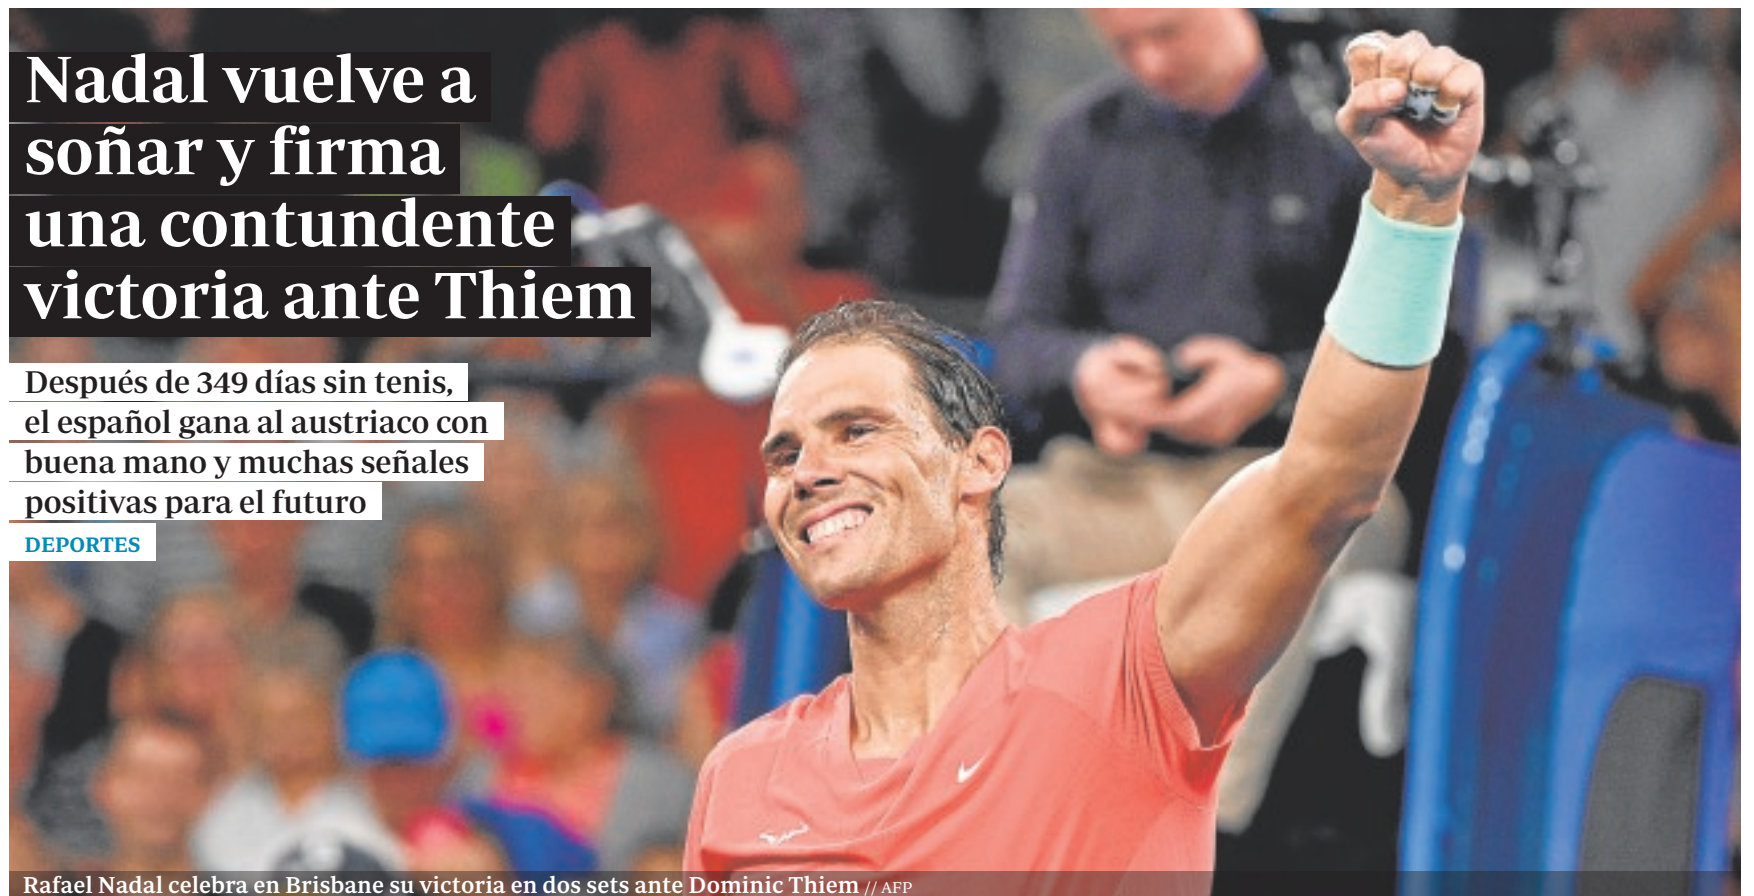 Nadal vuelve a
soñar y firma
una contundente
victoria ante Thiem
Después de 349 días sin tenis,
el español gana al austriaco con
buena mano y muchas señales
positivas para el futuro
DEPORTES
Rafael Nadal celebra en Brisbane su victoria en dos sets ante Dominic Thiem // AFP